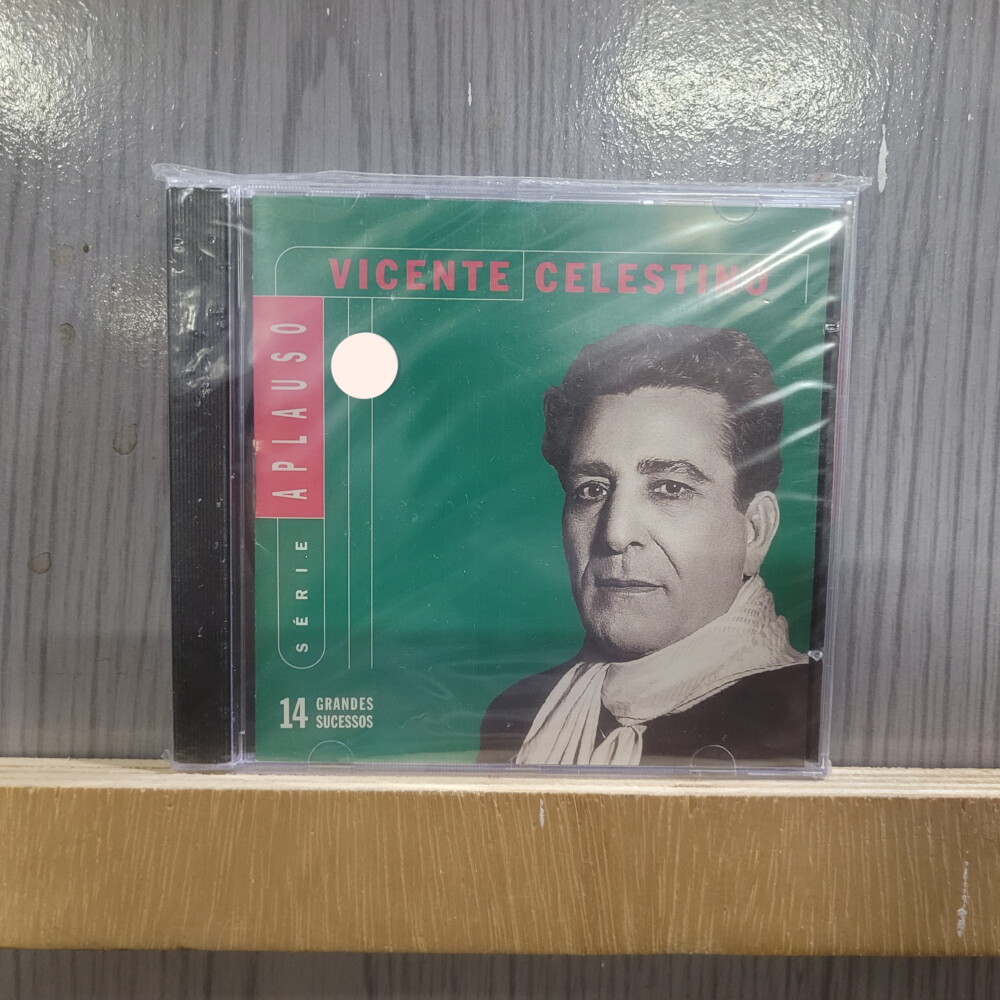 VICENTE CELESTINO
SÉRIE APLAUSO
14 GRANDES
SUCESSOS